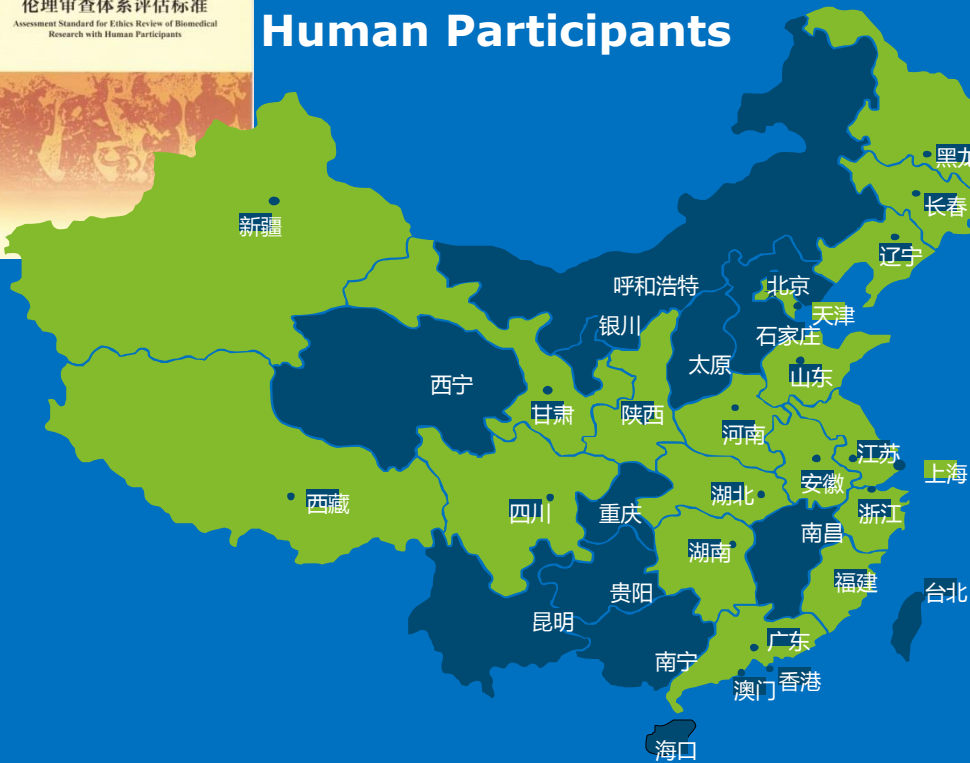 伦理审查体系评估标准
Assessment Standard for Ethics Review of Biomedical
Research with Human Participants
Human Participants
黑龙
长春
新疆
辽宁
呼和浩特
北京
天津
银川
石家庄
太原
山东
西宁
甘肃
陕西
河南
江苏
上海
安徽
湖北
西藏
四川
重庆
浙江
南昌
湖南
福建
贵阳
台北
昆明
广东
南宁
香港
澳门
海口